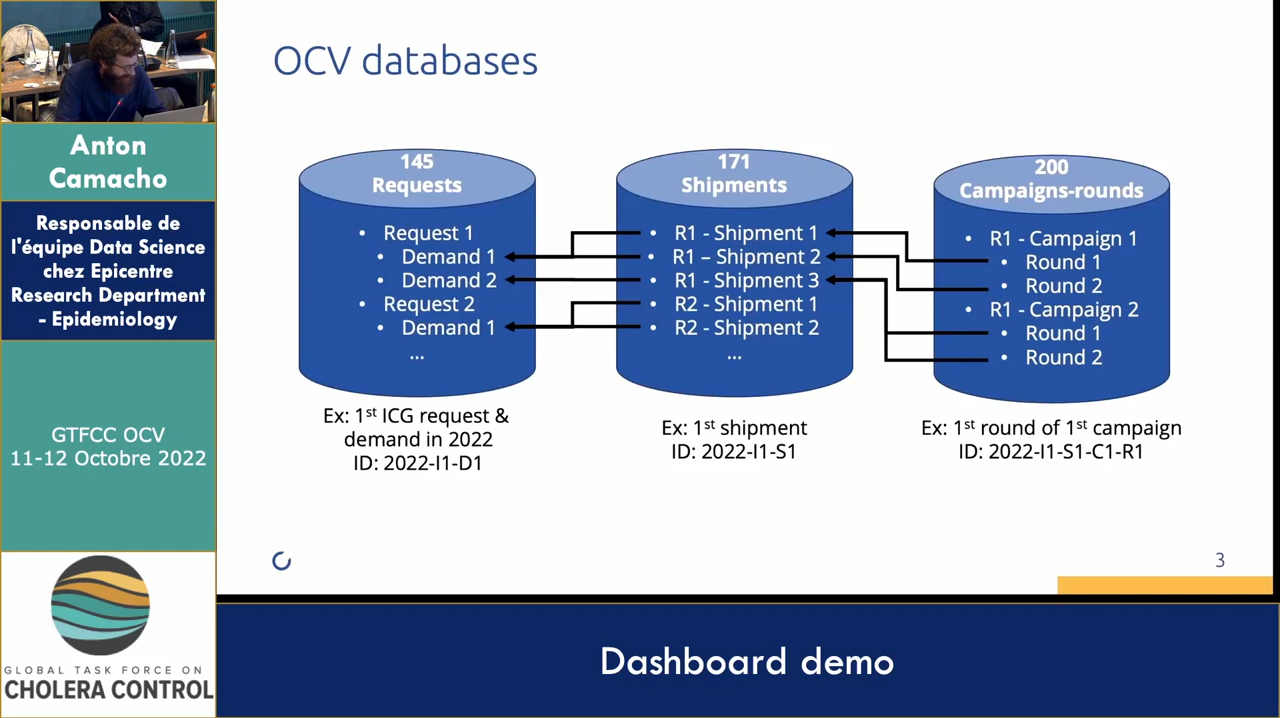 OCV databases
Anton
Camacho
Responsable de
l'équipe Data Science
chez Epicentre
Research Department
- Epidemiology
GTFCC OCV
11-12 Octobre 2022
GLOBAL TASK FORCE ON
CHOLERA CONTROL
145
Requests
• Request 1
• Demand 1
• Demand 2
• Request 2
• Demand 1
...
Ex: 1st ICG request &
demand in 2022
ID: 2022-I1-D1
171
Shipments
• R1 - Shipment 1
• R1 – Shipment 2
• R1 - Shipment 3
• R2 - Shipment 1
• R2 - Shipment 2
...
Ex: 1st shipment
ID: 2022-I1-S1
200
Campaigns-rounds
• R1 - Campaign 1
• Round 1
• Round 2
• R1 - Campaign 2
• Round 1
• Round 2
Ex: 1st round of 1st campaign
ID: 2022-I1-S1-C1-R1
3
Dashboard demo